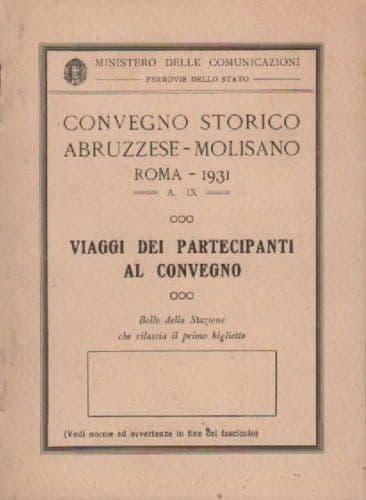 MINISTERO DELLE COMUNICAZIONI
FERROVIE DELLO STATO
CONVEGNO STORICO
ABRUZZESE - MOLISANO
ROMA - 1931
A. IX
VIAGGI DEI PARTECIPANTI
AL CONVEGNO
Bollo della Stazione
che rilascia il primo biglietto
(Vedi norme ed avvertenze in fine del fascicolo)